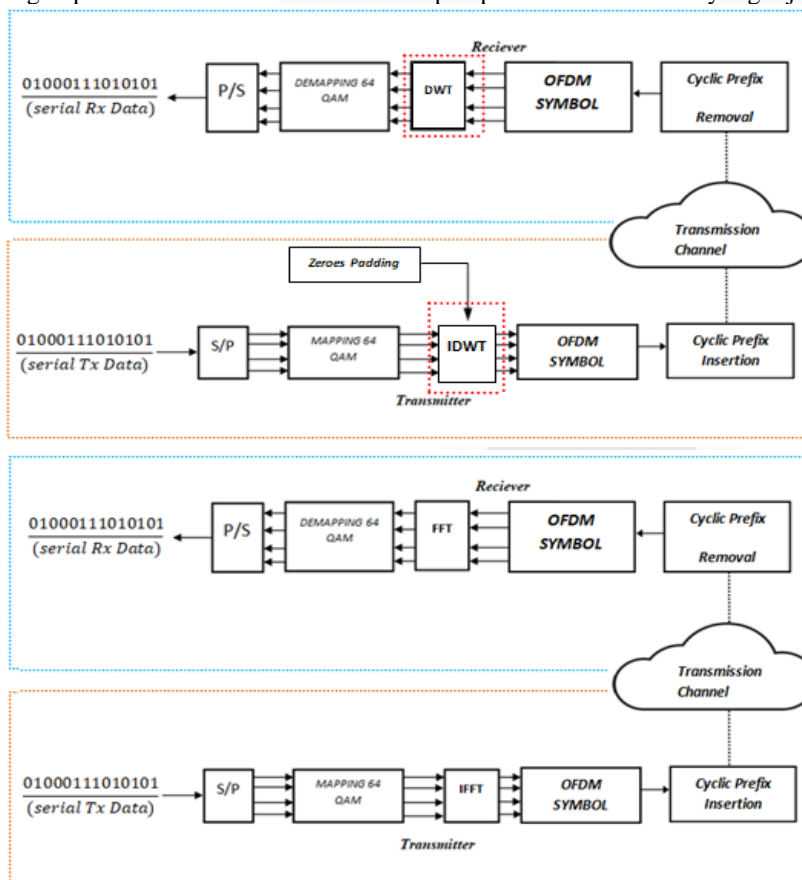 Reciever
01000111010101
(serial Rx Data)
P/S
DEMAPPING 64
QAM
DWT
OFDM
SYMBOL
Cyclic Prefix
Removal
Transmission
Channel
Zeroes Padding
01000111010101
(serial Tx Data)
S/P
MAPPING 64
QAM
IDWT
OFDM
SYMBOL
Cyclic Prefix
Insertion
Transmitter
Reciever
01000111010101
(serial Rx Data)
P/S
DEMAPPING 64
QAM
FFT
OFDM
SYMBOL
Cyclic Prefix
Removal
Transmission
Channel
01000111010101
(serial Tx Data)
S/P
MAPPING 64
QAM
IFFT
OFDM
SYMBOL
Cyclic Prefix
Insertion
Transmitter